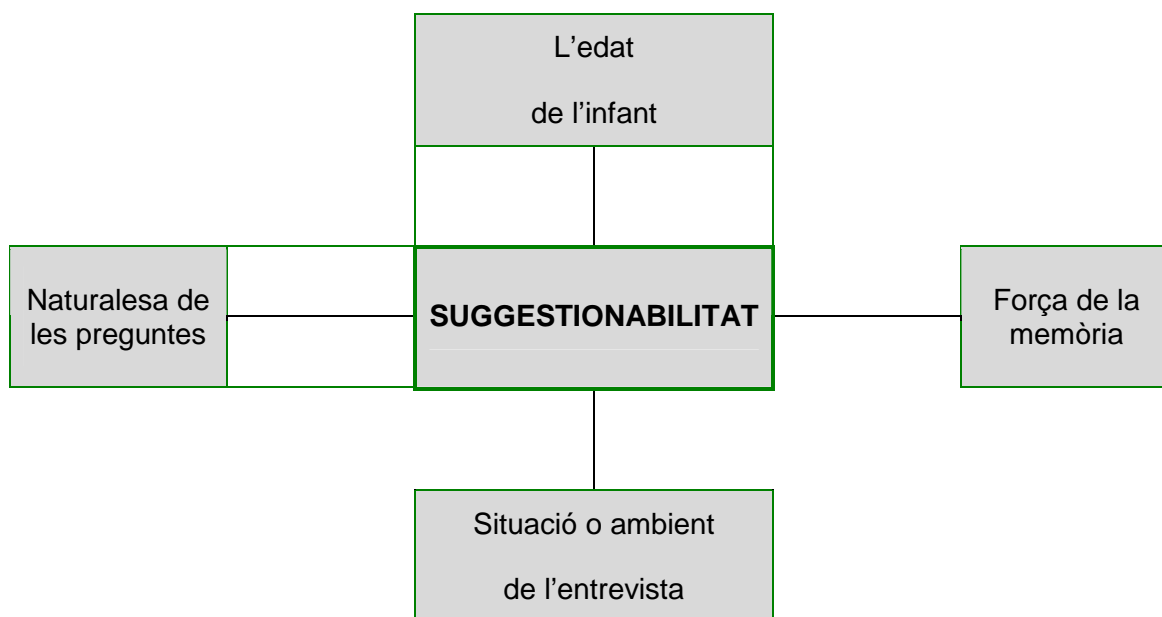 L’edat
de l’infant
Naturalesa de
les preguntes
SUGGESTIONABILITAT
Força de la
memòria
Situació o ambient
de l’entrevista